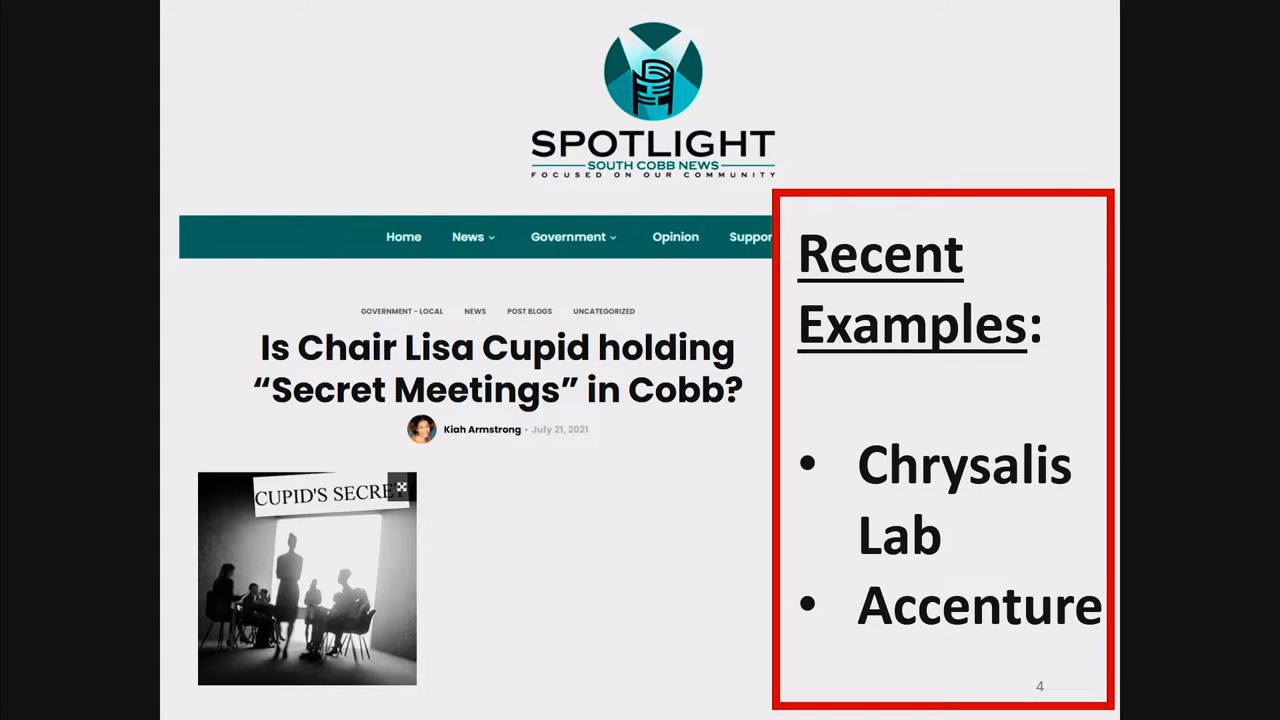 SPOTLIGHT
SOUTH COBB NEWS
FOCUSED ON OUR COMMUNITY
Home News Government Opinion Suppor
GOVERNMENT - LOCAL NEWS POST BLOGS UNCATEGORIZED
Is Chair Lisa Cupid holding
“Secret Meetings” in Cobb?
Kiah Armstrong • July 21, 2021
CUPID'S SECRET
Recent
Examples:
• Chrysalis
Lab
• Accenture
4